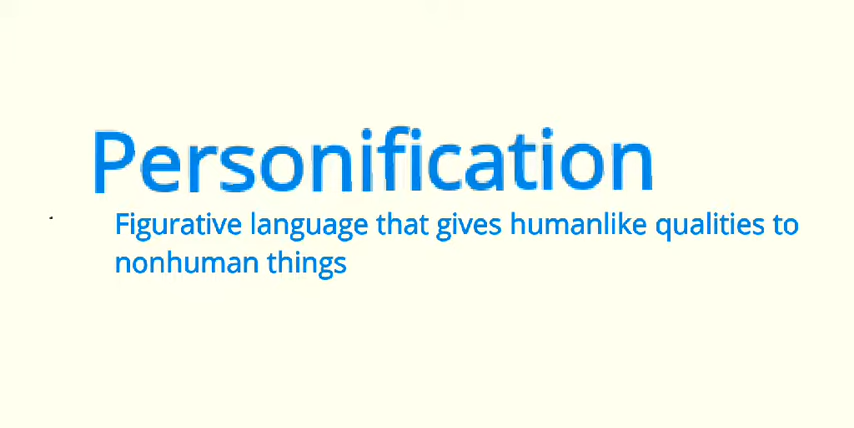 Personification
Figurative language that gives humanlike qualities to
nonhuman things